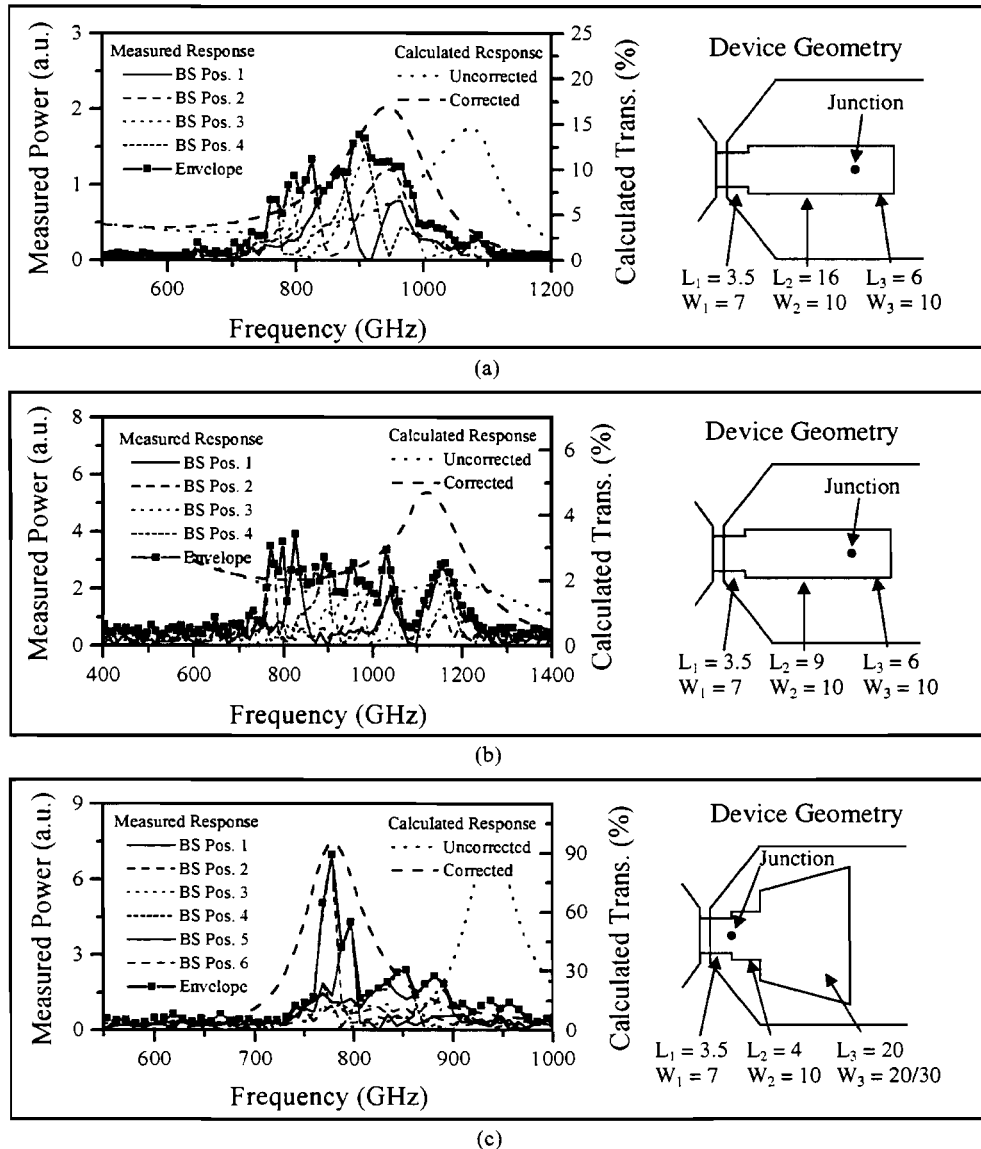 Measured Power (a.u.)
3
2
1
0
Measured Response
BS Pos. 1
BS Pos. 2
BS Pos. 3
BS Pos. 4
Envelope
Calculated Response
Uncorrected
Corrected
25
20
15
10
5
0
Calculated Trans. (%)
600 800 1000 1200
Frequency (GHz)
Device Geometry
Junction
L₁ = 3.5 L₂ = 16 L₃ = 6
W₁ = 7 W₂ = 10 W₃ = 10
(a)
Measured Power (a.u.)
8
6
4
2
0
Measured Response
BS Pos. 1
BS Pos. 2
BS Pos. 3
BS Pos. 4
Envelope
Calculated Response
Uncorrected
Corrected
6
4
2
0
Calculated Trans. (%)
400 600 800 1000 1200 1400
Frequency (GHz)
Device Geometry
Junction
L₁ = 3.5 L₂ = 9 L₃ = 6
W₁ = 7 W₂ = 10 W₃ = 10
(b)
Measured Power (a.u.)
9
6
3
0
Measured Response
BS Pos. 1
BS Pos. 2
BS Pos. 3
BS Pos. 4
BS Pos. 5
BS Pos. 6
Envelope
Calculated Response
Uncorrected
Corrected
90
60
30
0
Calculated Trans. (%)
600 700 800 900 1000
Frequency (GHz)
Device Geometry
Junction
L₁ = 3.5 L₂ = 4 L₃ = 20
W₁ = 7 W₂ = 10 W₃ = 20/30
(c)